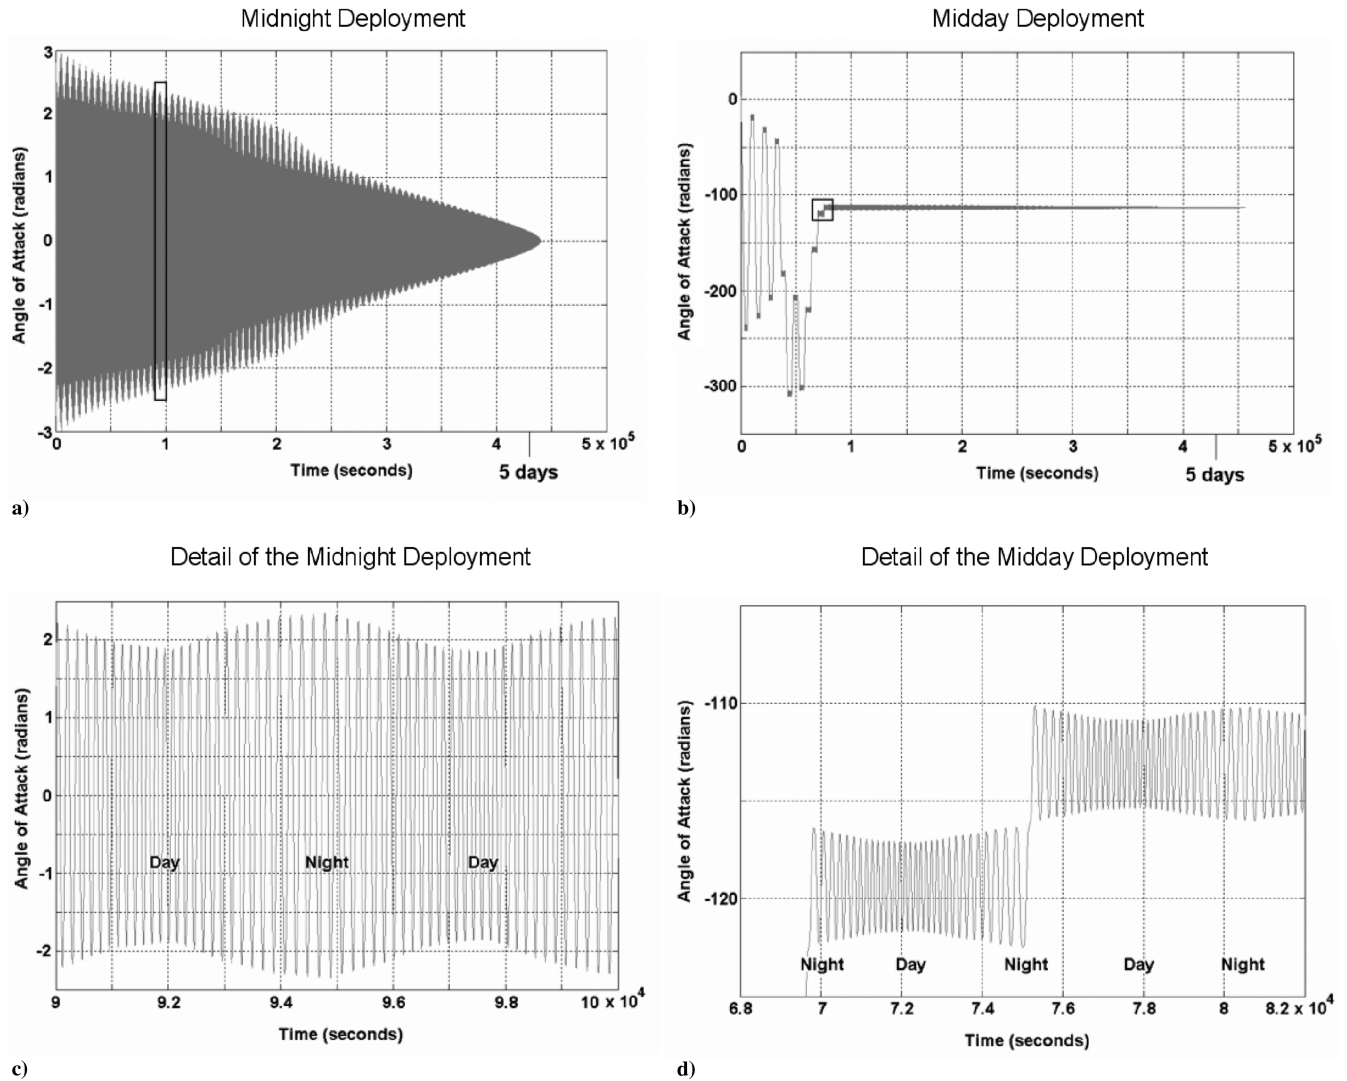 Midnight Deployment
Midday Deployment
Angle of Attack (radians)
3
2
1
0
-1
-2
-3
0
1
2
3
4
5 x 10^5
Time (seconds)
5 days
a)
Angle of Attack (radians)
0
-100
-200
-300
0
1
2
3
4
5 x 10^5
Time (seconds)
5 days
b)
Detail of the Midnight Deployment
Detail of the Midday Deployment
Angle of Attack (radians)
2
1
0
-1
-2
Day
Night
Day
9
9.2
9.4
9.6
9.8
10 x 10^4
Time (seconds)
c)
Angle of Attack (radians)
-110
-120
Night
Day
Night
Day
Night
6.8
7
7.2
7.4
7.6
7.8
8
8.2 x 10^4
Time (seconds)
d)